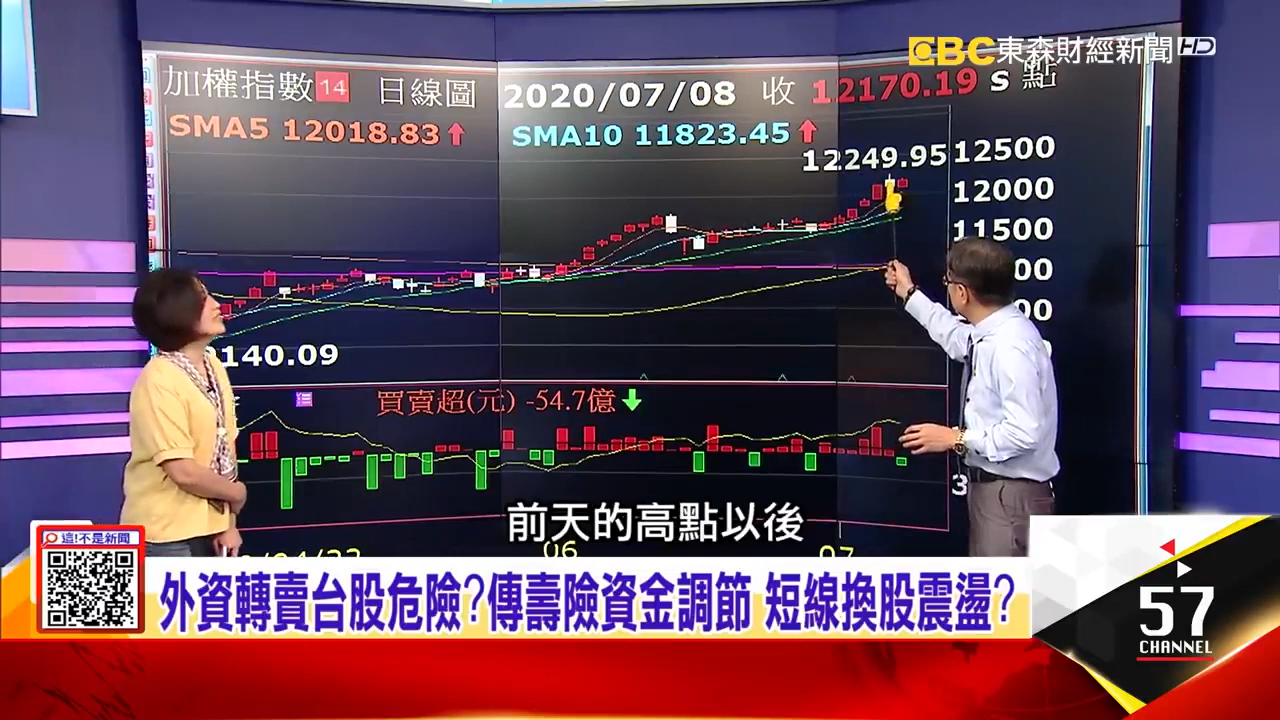 EBC 東森財經新聞 HD
加權指數 14 日線圖 2020/07/08 收 12170.19 s 點
SMA5 12018.83 SMA10 11823.45
12249.95
12500
12000
11500
140.09
買賣超(元) -54.7億
06
07
前天的高點以後
這!不是新聞
外資轉賣台股危險?傳壽險資金調節 短線換股震盪?
57
CHANNEL